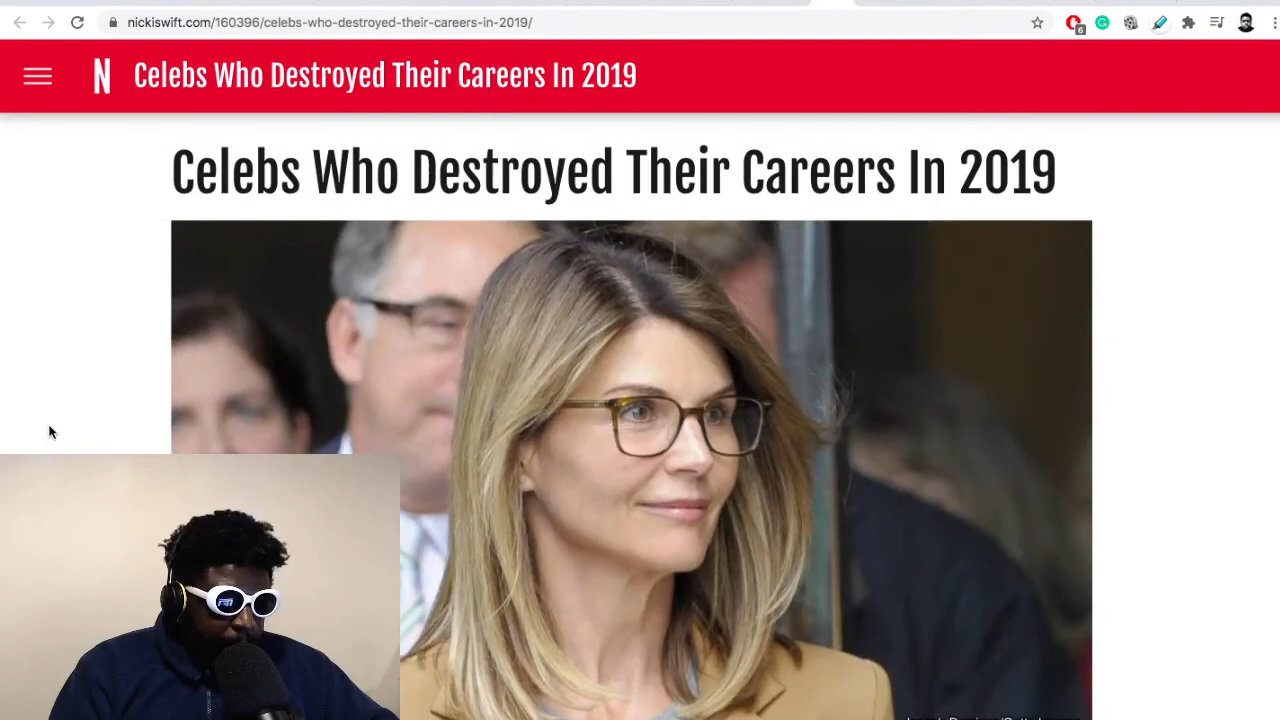 nickiswift.com/160396/celebs-who-destroyed-their-careers-in-2019/
6
N Celebs Who Destroyed Their Careers In 2019
Celebs Who Destroyed Their Careers In 2019